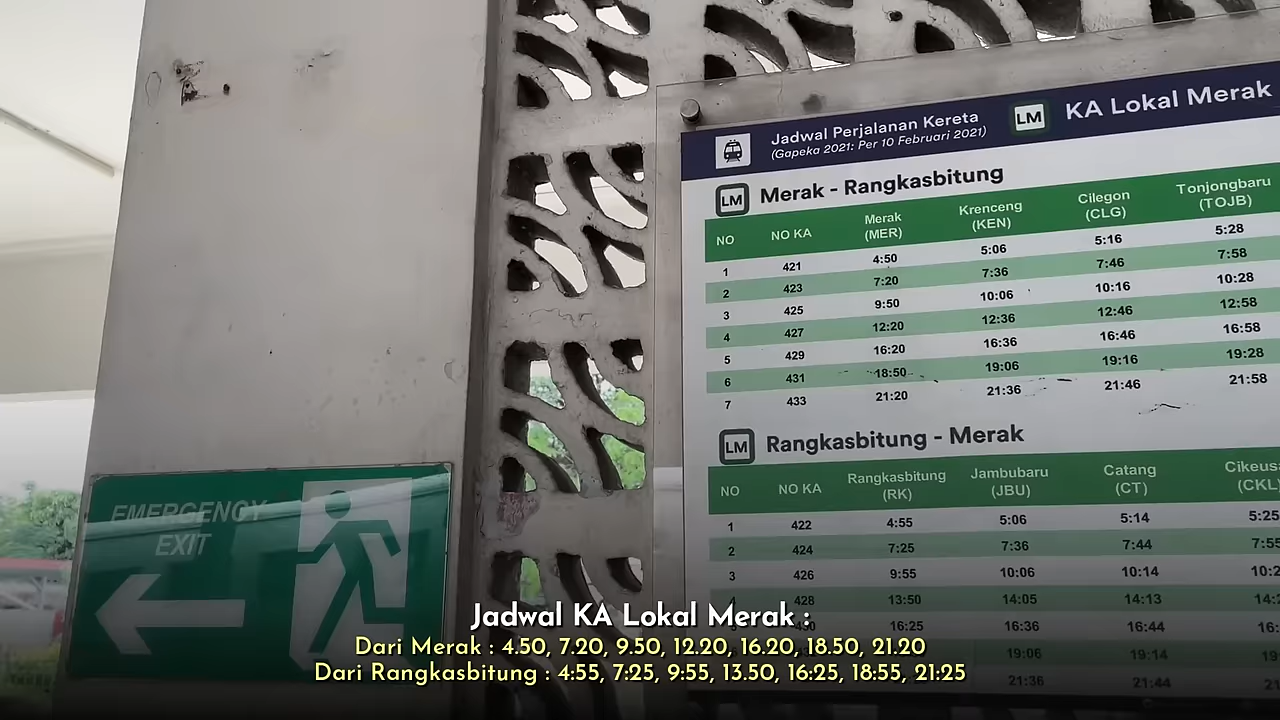 Jadwal Perjalanan Kereta
(Gapeka 2021: Per 10 Februari 2021)
LM KA Lokal Merak
LM Merak - Rangkasbitung
NO NO KA Merak (MER) Krenceng (KEN) Cilegon (CLG) Tonjongbaru (TOJB)
1 421 4:50 5:06 5:16 5:28
2 423 7:20 7:36 7:46 7:58
3 425 9:50 10:06 10:16 10:28
4 427 12:20 12:36 12:46 12:58
5 429 16:20 16:36 16:46 16:58
6 431 18:50 19:06 19:16 19:28
7 433 21:20 21:36 21:46 21:58
LM Rangkasbitung - Merak
NO NO KA Rangkasbitung (RK) Jambubaru (JBU) Catang (CT) Cikeus (CKL)
1 422 4:55 5:06 5:14 5:25
2 424 7:25 7:36 7:44 7:55
3 426 9:55 10:06 10:14 10:2
4 428 13:50 14:05 14:13 14:2
16:25 16:36 16:44 16:
19:06 19:14 19:
21:36 21:44 21:
EMERGENCY
EXIT
Jadwal KA Lokal Merak :
Dari Merak : 4.50, 7.20, 9.50, 12.20, 16.20, 18.50, 21.20
Dari Rangkasbitung : 4:55, 7:25, 9:55, 13.50, 16:25, 18:55, 21:25